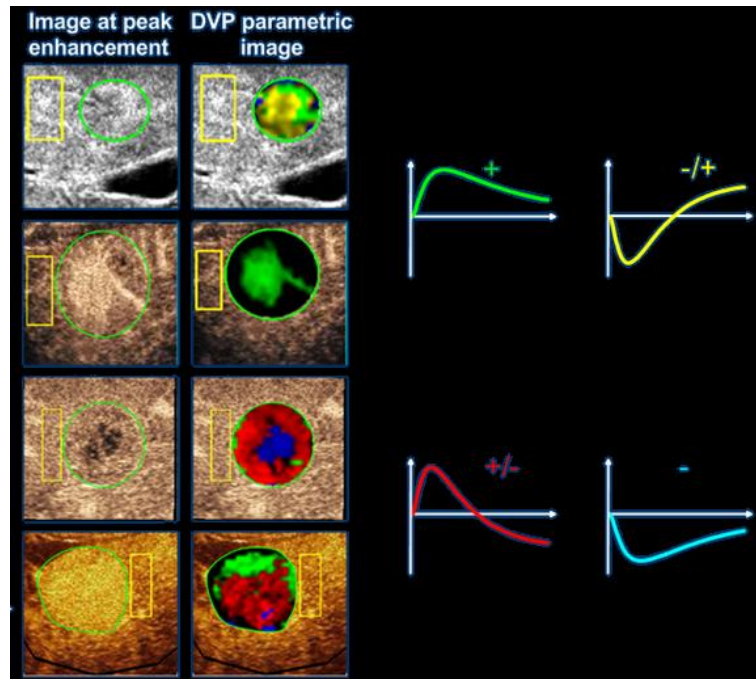 Image at peak
enhancement
DVP parametric
image
+
-/+
+/-
-